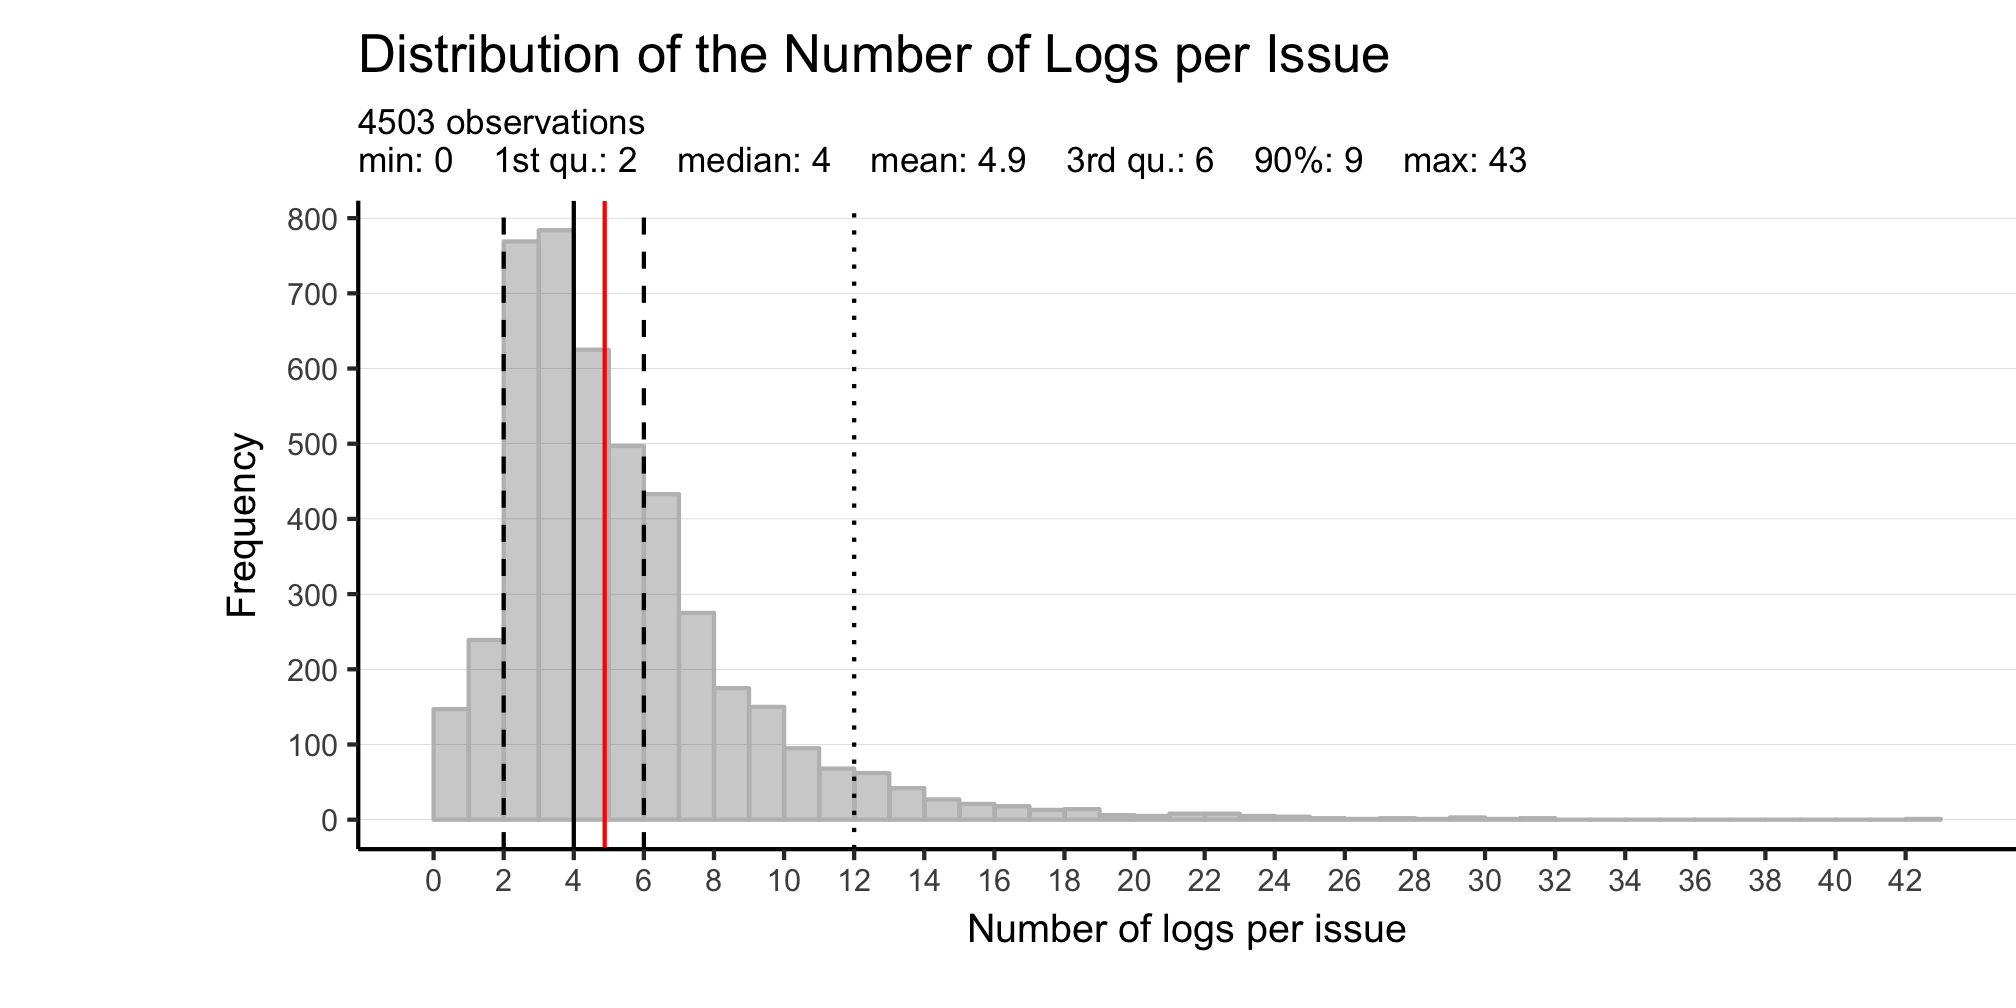 Distribution of the Number of Logs per Issue
4503 observations
min: 0 1st qu.: 2 median: 4 mean: 4.9 3rd qu.: 6 90%: 9 max: 43
800
700
600
500
400
300
200
100
0
Frequency
0 2 4 6 8 10 12 14 16 18 20 22 24 26 28 30 32 34 36 38 40 42
Number of logs per issue